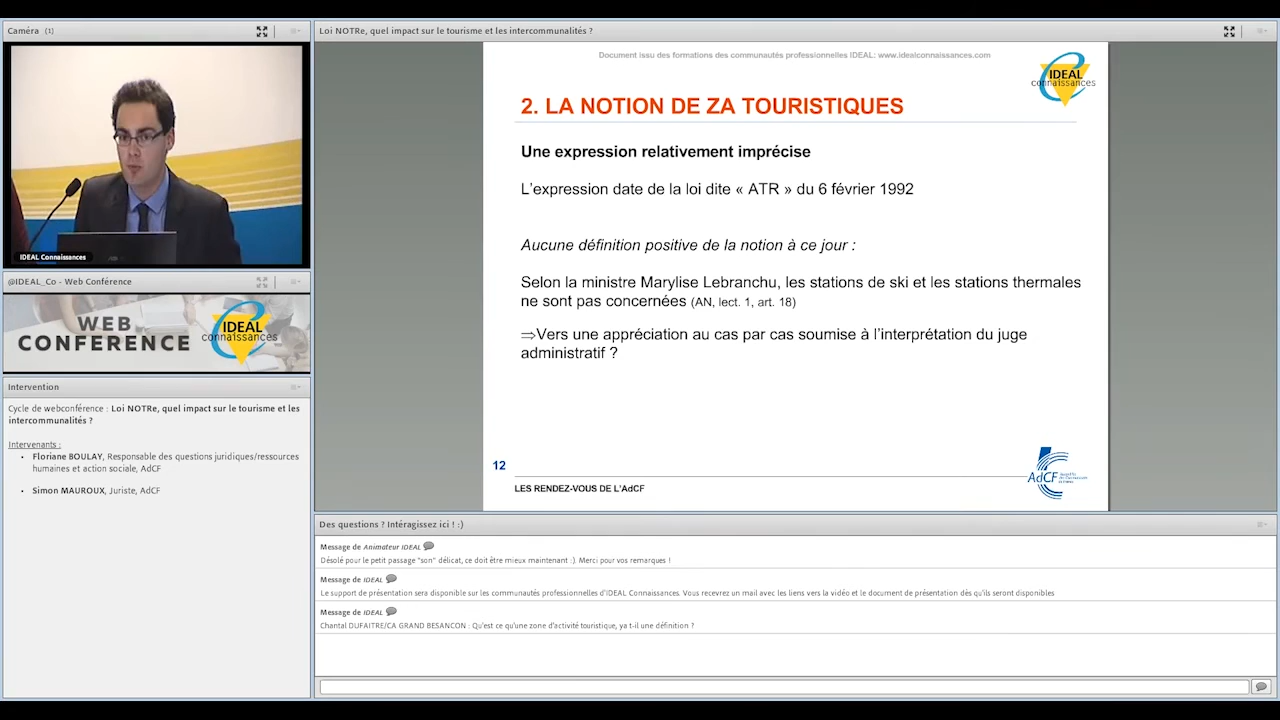 Caméra (1)
IDEAL Connaissances
@IDEAL_Co - Web Conférence
WEB
CONFERENCE
IDEAL
connaissances
Intervention
Cycle de webconférence : Loi NOTRe, quel impact sur le tourisme et les
intercommunalités ?
Intervenants :
• Floriane BOULAY, Responsable des questions juridiques/ressources
humaines et action sociale, AdCF
• Simon MAUROUX, Juriste, AdCF
Loi NOTRe, quel impact sur le tourisme et les intercommunalités ?
Document issu des formations des communautés professionnelles IDEAL: www.idealconnaissances.com
IDEAL
connaissances
2. LA NOTION DE ZA TOURISTIQUES
Une expression relativement imprécise
L'expression date de la loi dite « ATR » du 6 février 1992
Aucune définition positive de la notion à ce jour :
Selon la ministre Marylise Lebranchu, les stations de ski et les stations thermales
ne sont pas concernées (AN, lect. 1, art. 18)
⇒Vers une appréciation au cas par cas soumise à l'interprétation du juge
administratif ?
12
LES RENDEZ-VOUS DE L'AdCF
AdCF
Des questions ? Intéragissez ici ! :)
Message de Animateur IDEAL
Désolé pour le petit passage "son" délicat, ce doit être mieux maintenant :). Merci pour vos remarques !
Message de IDEAL
Le support de présentation sera disponible sur les communautés professionnelles d'IDEAL Connaissances. Vous recevrez un mail avec les liens vers la vidéo et le document de présentation dès qu'ils seront disponibles
Message de IDEAL
Chantal DUFAITRE/CA GRAND BESANCON : Qu'est ce qu'une zone d'activité touristique, ya t-il une définition ?